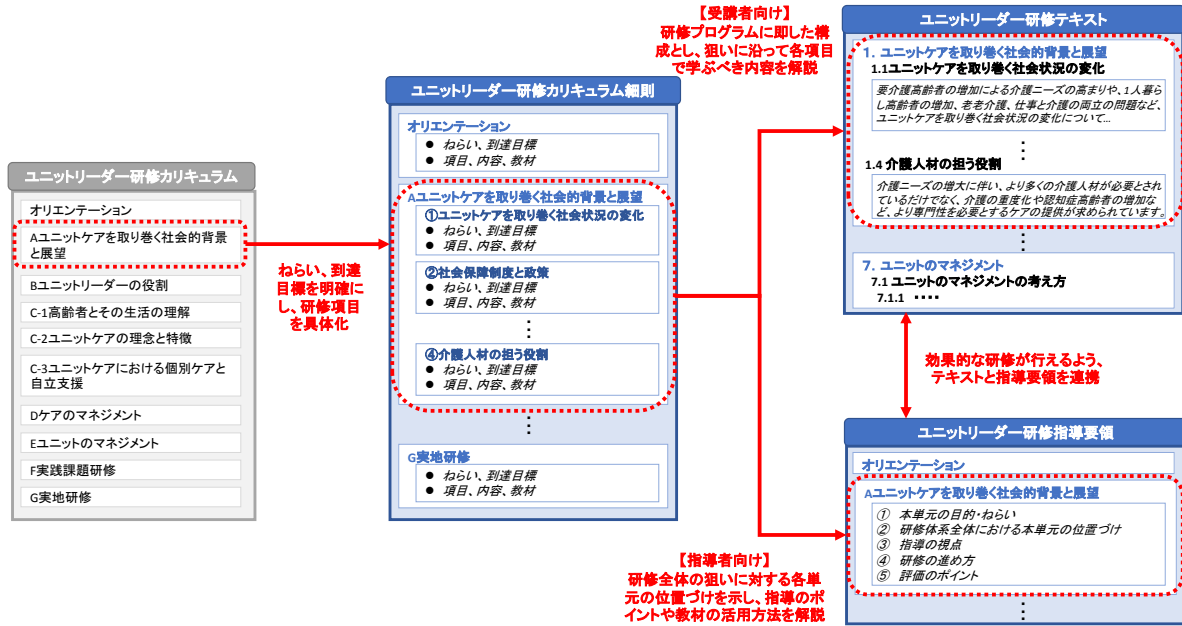 ユニットリーダー研修カリキュラム
オリエンテーション
Aユニットケアを取り巻く社会的背景
と展望
Bユニットリーダーの役割
C-1高齢者とその生活の理解
C-2ユニットケアの理念と特徴
C-3ユニットケアにおける個別ケアと
自立支援
Dケアのマネジメント
Eユニットのマネジメント
F実践課題研修
G実地研修
ねらい、到達
目標を明確に
し、研修項目
を具体化
ユニットリーダー研修カリキュラム細則
オリエンテーション
● ねらい、到達目標
● 項目、内容、教材
Aユニットケアを取り巻く社会的背景と展望
①ユニットケアを取り巻く社会状況の変化
● ねらい、到達目標
● 項目、内容、教材
②社会保障制度と政策
● ねらい、到達目標
● 項目、内容、教材
⋮
④介護人材の担う役割
● ねらい、到達目標
● 項目、内容、教材
⋮
G実地研修
● ねらい、到達目標
● 項目、内容、教材
【受講者向け】
研修プログラムに即した構
成とし、狙いに沿って各項目
で学ぶべき内容を解説
ユニットリーダー研修テキスト
1. ユニットケアを取り巻く社会的背景と展望
1.1ユニットケアを取り巻く社会状況の変化
要介護高齢者の増加による介護ニーズの高まりや、1人暮ら
し高齢者の増加、老老介護、仕事と介護の両立の問題など、
ユニットケアを取り巻く社会状況の変化について…
⋮
1.4 介護人材の担う役割
介護ニーズの増大に伴い、より多くの介護人材が必要とされ
ているだけでなく、介護の重度化や認知症高齢者の増加な
ど、より専門性を必要とするケアの提供が求められています。
⋮
7. ユニットのマネジメント
7.1 ユニットのマネジメントの考え方
7.1.1 ････
効果的な研修が行えるよう、
テキストと指導要領を連携
【指導者向け】
研修全体の狙いに対する各単
元の位置づけを示し、指導のポ
イントや教材の活用方法を解説
ユニットリーダー研修指導要領
オリエンテーション
Aユニットケアを取り巻く社会的背景と展望
① 本単元の目的・ねらい
② 研修体系全体における本単元の位置づけ
③ 指導の視点
④ 研修の進め方
⑤ 評価のポイント
⋮